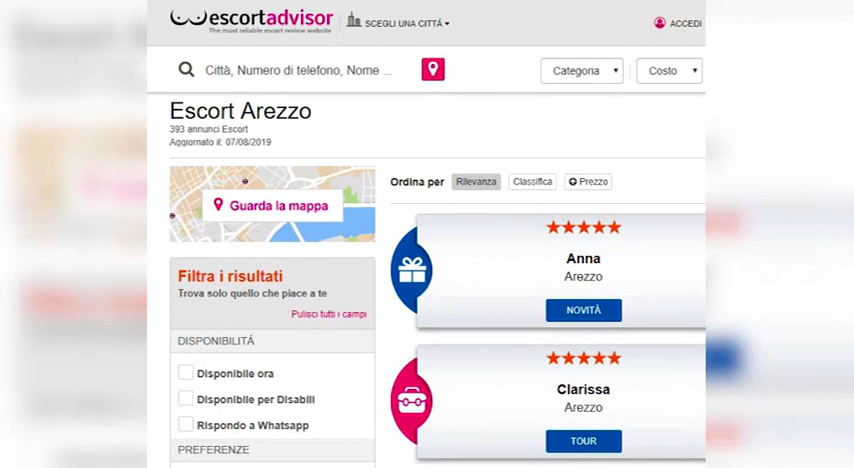 escortadvisor
The most reliable escort review website
SCEGLI UNA CITTÁ
ACCEDI
Città, Numero di telefono, Nome ...
Categoria
Costo
Escort Arezzo
393 annunci Escort
Aggiornato il: 07/08/2019
Guarda la mappa
Ordina per
Rilevanza
Classifica
Prezzo
Filtra i risultati
Trova solo quello che piace a te
Pulisci tutti i campi
DISPONIBILITÁ
Disponibile ora
Disponibile per Disabili
Rispondo a Whatsapp
PREFERENZE
Anna
Arezzo
NOVITÀ
Clarissa
Arezzo
TOUR